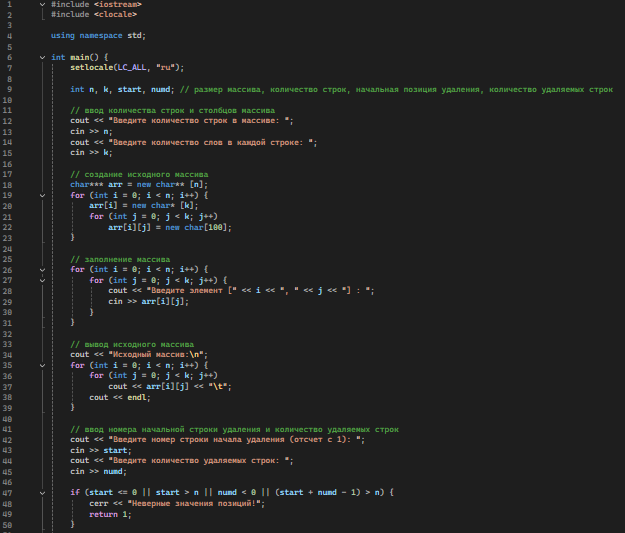 1 #include <iostream>
2 #include <clocale>
3
4 using namespace std;
5
6 int main() {
7 setlocale(LC_ALL, "ru");
8
9 int n, k, start, numd; // размер массива, количество строк, начальная позиция удаления, количество удаляемых строк
10
11 // ввод количества строк и столбцов массива
12 cout << "Введите количество строк в массиве: ";
13 cin >> n;
14 cout << "Введите количество слов в каждой строке: ";
15 cin >> k;
16
17 // создание исходного массива
18 char*** arr = new char** [n];
19 for (int i = 0; i < n; i++) {
20 arr[i] = new char* [k];
21 for (int j = 0; j < k; j++)
22 arr[i][j] = new char[100];
23 }
24
25 // заполнение массива
26 for (int i = 0; i < n; i++) {
27 for (int j = 0; j < k; j++) {
28 cout << "Введите элемент [" << i << ", " << j << "] : ";
29 cin >> arr[i][j];
30 }
31 }
32
33 // вывод исходного массива
34 cout << "Исходный массив:\n";
35 for (int i = 0; i < n; i++) {
36 for (int j = 0; j < k; j++)
37 cout << arr[i][j] << "\t";
38 cout << endl;
39 }
40
41 // ввод номера начальной строки удаления и количество удаляемых строк
42 cout << "Введите номер строки начала удаления (отсчет с 1): ";
43 cin >> start;
44 cout << "Введите количество удаляемых строк: ";
45 cin >> numd;
46
47 if (start <= 0 || start > n || numd < 0 || (start + numd - 1) > n) {
48 cerr << "Неверные значения позиций!";
49 return 1;
50 }